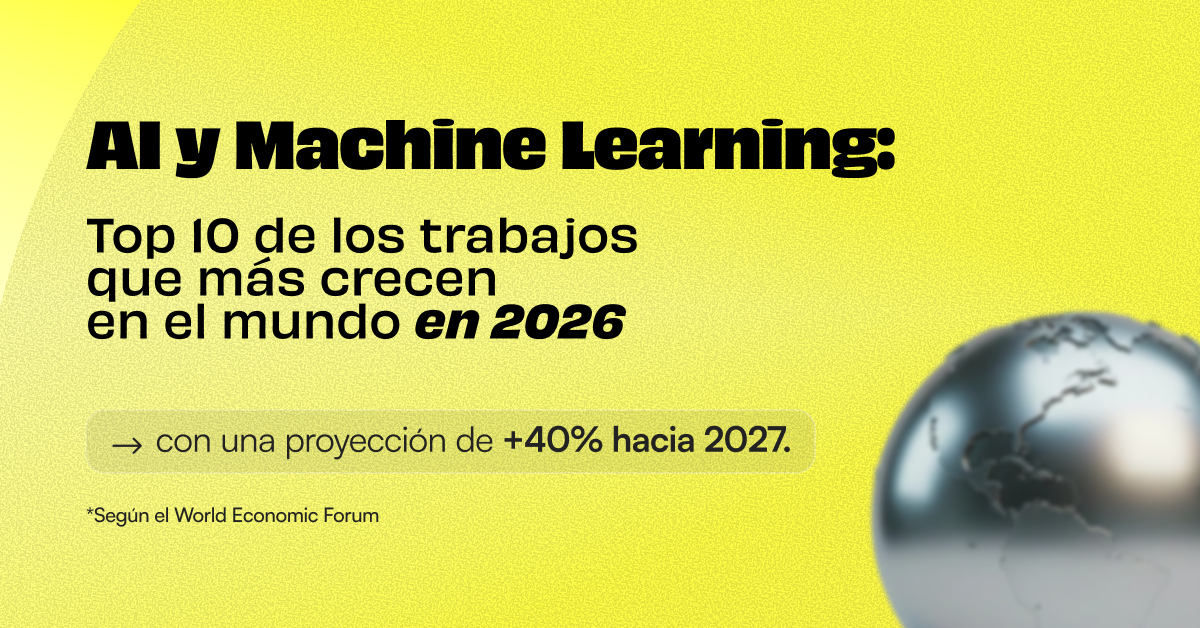 AI y Machine Learning:
Top 10 de los trabajos
que más crecen
en el mundo en 2026
→ con una proyección de +40% hacia 2027.
*Según el World Economic Forum